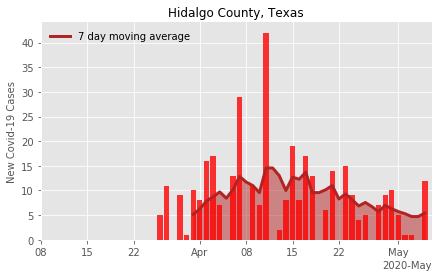 Hidalgo County, Texas
7 day moving average
New Covid-19 Cases
40
35
30
25
20
15
10
5
0
08 15 22 Apr 08 15 22 May
2020-May